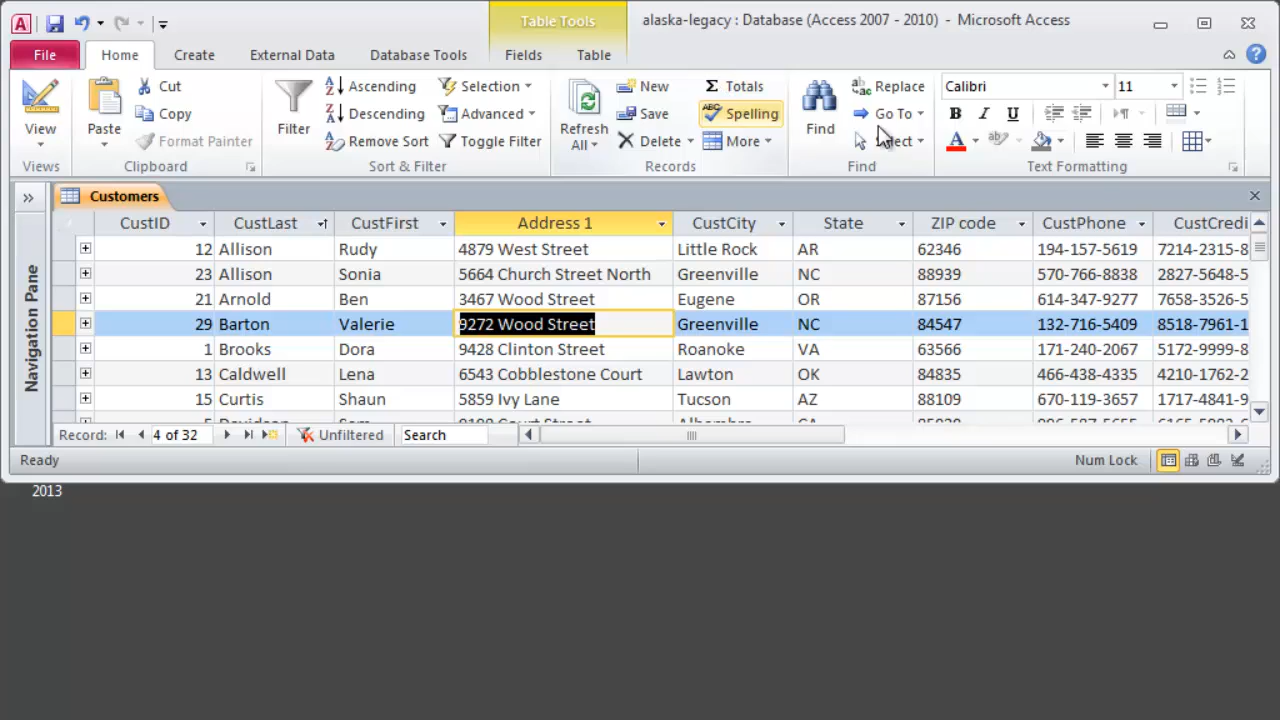 Table Tools
alaska-legacy : Database (Access 2007 - 2010) - Microsoft Access
File Home Create External Data Database Tools Fields Table
View Paste Cut Copy Format Painter
Filter Ascending Descending Remove Sort Selection Advanced Toggle Filter
Refresh All New Save Delete Totals Spelling More
Find Replace Go To
Calibri 11
B I U
Views Clipboard Sort & Filter Records Find Text Formatting
Customers
Navigation Pane
CustID CustLast CustFirst Address 1 CustCity State ZIP code CustPhone CustCredi
12 Allison Rudy 4879 West Street Little Rock AR 62346 194-157-5619 7214-2315-8
23 Allison Sonia 5664 Church Street North Greenville NC 88939 570-766-8838 2827-5648-5
21 Arnold Ben 3467 Wood Street Eugene OR 87156 614-347-9277 7658-3526-5
29 Barton Valerie 9272 Wood Street Greenville NC 84547 132-716-5409 8518-7961-1
1 Brooks Dora 9428 Clinton Street Roanoke VA 63566 171-240-2067 5172-9999-8
13 Caldwell Lena 6543 Cobblestone Court Lawton OK 84835 466-438-4335 4210-1762-2
15 Curtis Shaun 5859 Ivy Lane Tucson AZ 88109 670-119-3657 1717-4841-9
Record: 4 of 32 Unfiltered Search
Ready Num Lock
2013